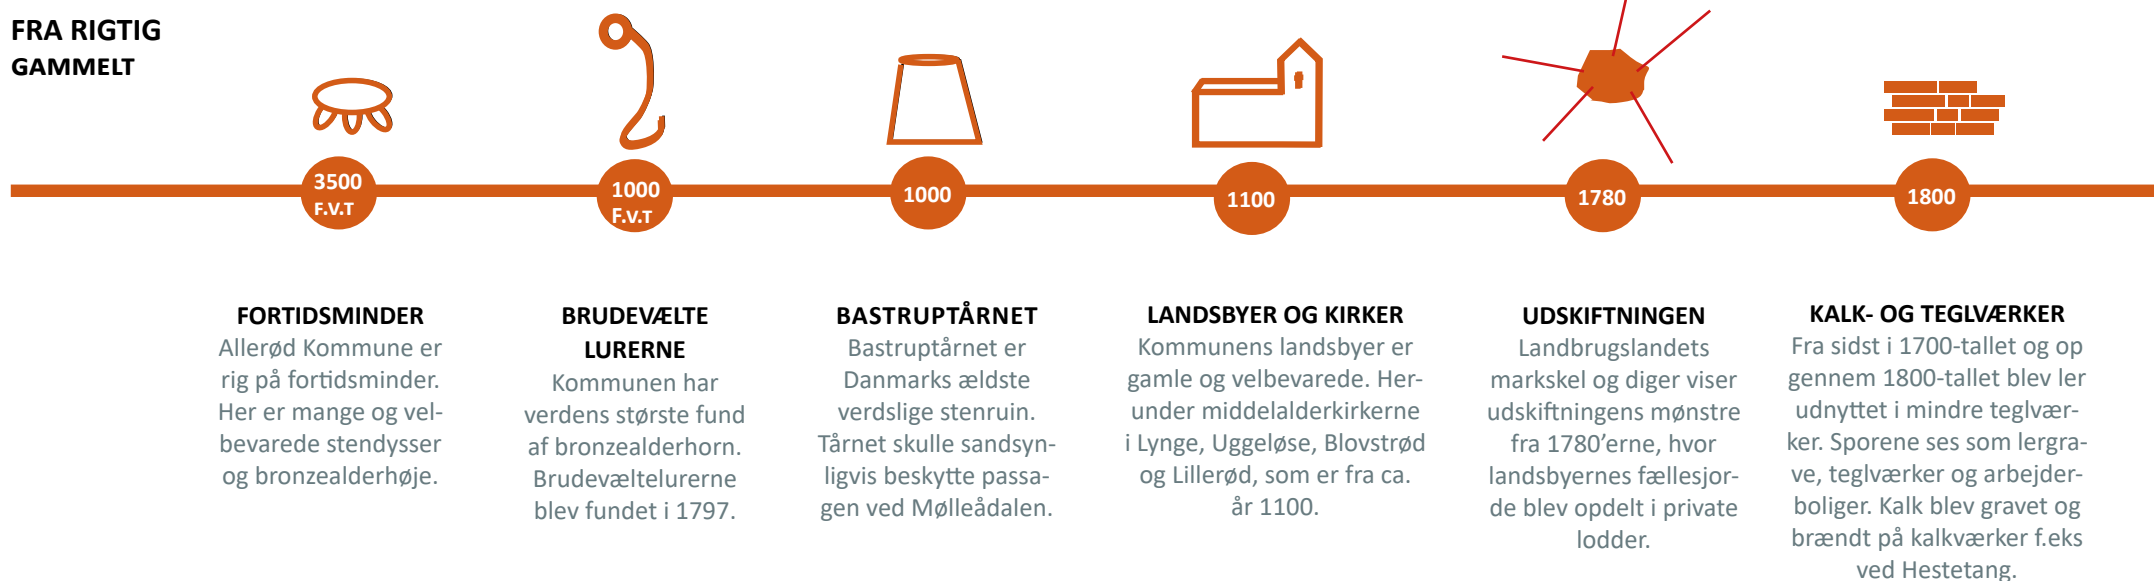 FRA RIGTIG
GAMMELT
3500
F.V.T
1000
F.V.T
1000
1100
1780
1800
FORTIDSMINDER
Allerød Kommune er
rig på fortidsminder.
Her er mange og vel-
bevarede stendysser
og bronzealderhøje.
BRUDEVÆLTE
LURERNE
Kommunen har
verdens største fund
af bronzealderhorn.
Brudevæltelurerne
blev fundet i 1797.
BASTRUPTÅRNET
Bastruptårnet er
Danmarks ældste
verdslige stenruin.
Tårnet skulle sandsyn-
ligvis beskytte passa-
gen ved Mølleådalen.
LANDSBYER OG KIRKER
Kommunens landsbyer er
gamle og velbevarede. Her-
under middelalderkirkerne
i Lynge, Uggeløse, Blovstrød
og Lillerød, som er fra ca.
år 1100.
UDSKIFTNINGEN
Landbrugslandets
markskel og diger viser
udskiftningens mønstre
fra 1780’erne, hvor
landsbyernes fællesjor-
de blev opdelt i private
lodder.
KALK- OG TEGLVÆRKER
Fra sidst i 1700-tallet og op
gennem 1800-tallet blev ler
udnyttet i mindre teglvær-
ker. Sporene ses som lergra-
ve, teglværker og arbejder-
boliger. Kalk blev gravet og
brændt på kalkværker f.eks
ved Hestetang.